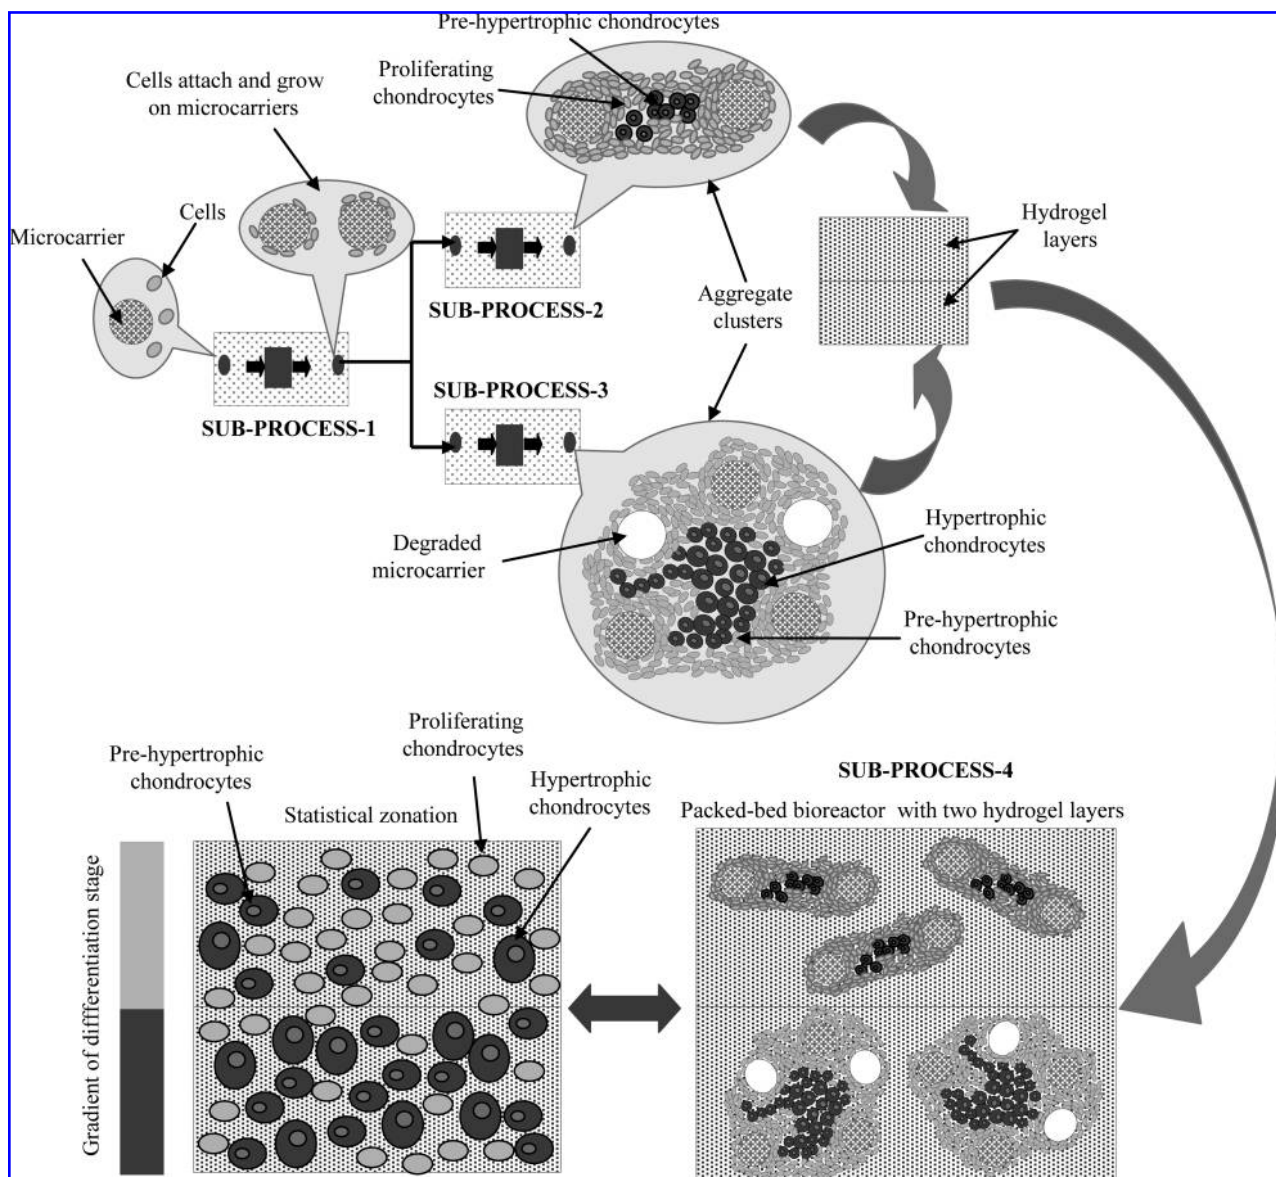 Pre-hypertrophic chondrocytes
Proliferating
chondrocytes
Cells attach and grow
on microcarriers
Cells
Microcarrier
Hydrogel
layers
SUB-PROCESS-2
Aggregate
clusters
SUB-PROCESS-3
SUB-PROCESS-1
Degraded
microcarrier
Hypertrophic
chondrocytes
Pre-hypertrophic
chondrocytes
Proliferating
chondrocytes
Pre-hypertrophic
chondrocytes
Hypertrophic
chondrocytes
Statistical zonation
SUB-PROCESS-4
Packed-bed bioreactor with two hydrogel layers
Gradient of diffferentiation stage